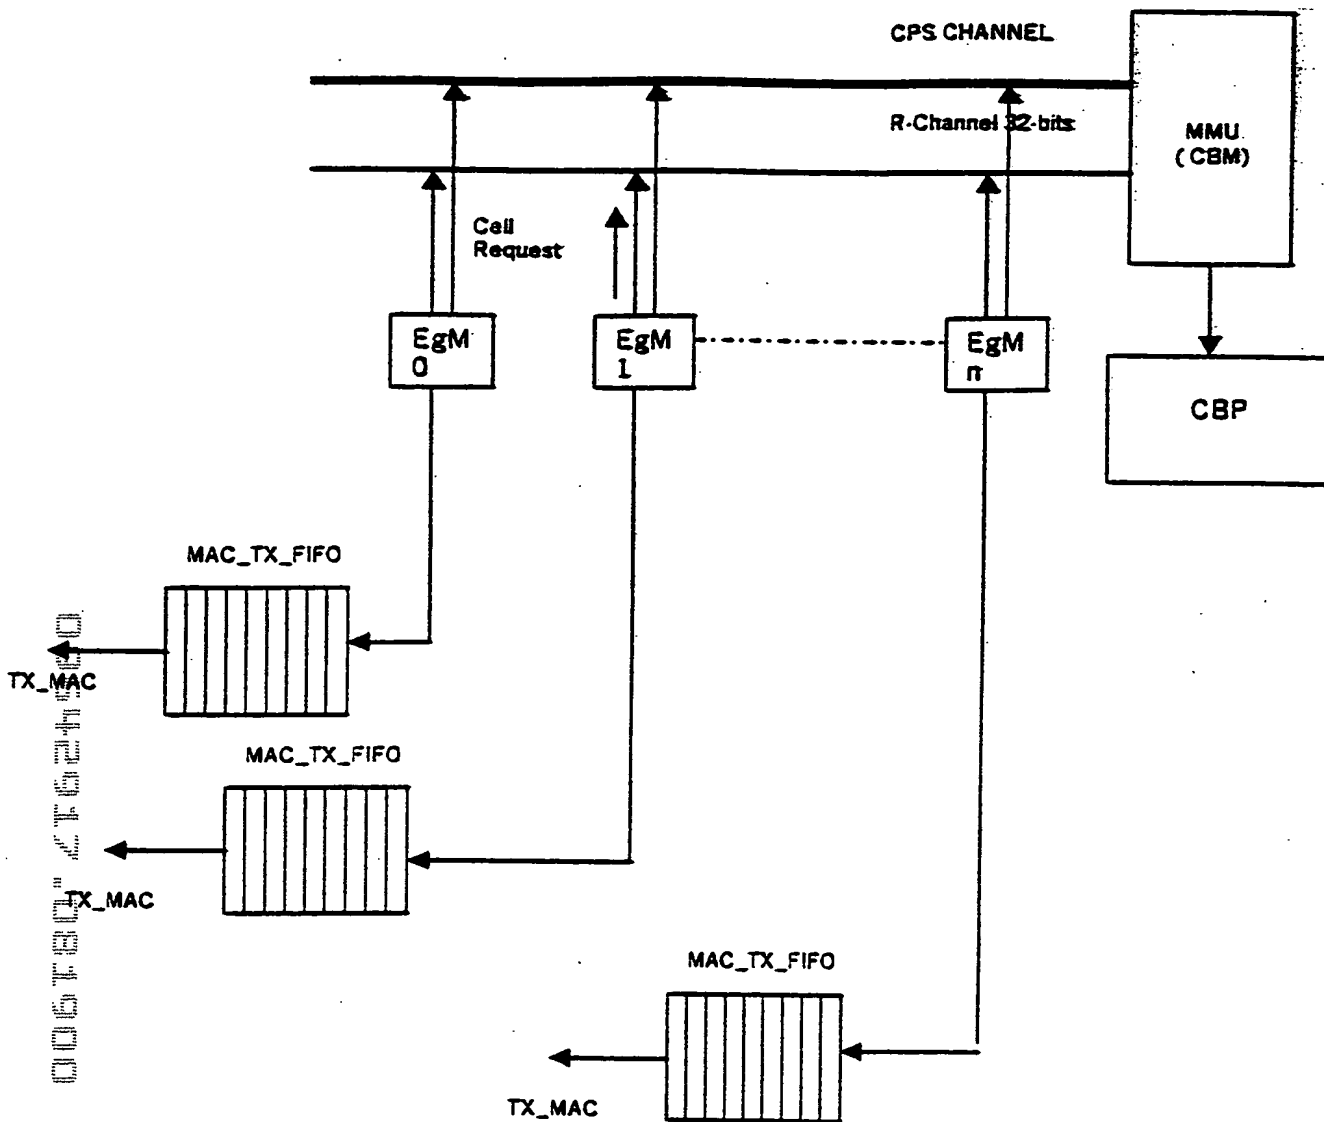 CPS CHANNEL
R-Channel 32-bits
MMU
(CBM)
Cell
Request
EgM
0
EgM
1
EgM
n
CBP
MAC_TX_FIFO
TX_MAC
MAC_TX_FIFO
TX_MAC
MAC_TX_FIFO
TX_MAC